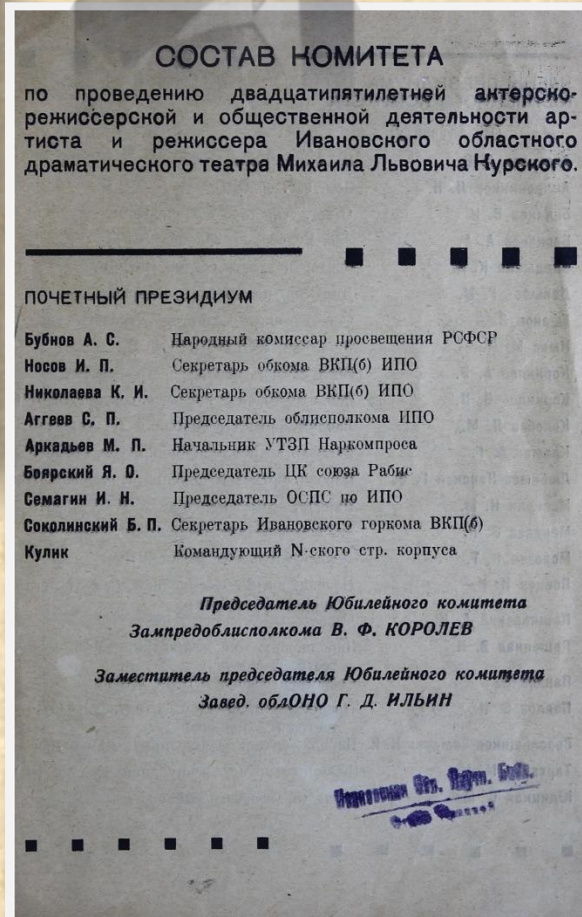 СОСТАВ КОМИТЕТА
по проведению двадцатипятилетней актерско-
режиссерской и общественной деятельности ар-
тиста и режиссера Ивановского областного
драматического театра Михаила Львовича Курского.
ПОЧЕТНЫЙ ПРЕЗИДИУМ
Бубнов А. С. Народный комиссар просвещения РСФСР
Носов И. П. Секретарь обкома ВКП(б) ИПО
Николаева К. И. Секретарь обкома ВКП(б) ИПО
Аггеев С. П. Председатель облисполкома ИПО
Аркадьев М. П. Начальник УТЗП Наркомпроса
Боярский Я. О. Председатель ЦК союза Рабис
Семагин И. Н. Председатель ОСПС по ИПО
Соколинский Б. П. Секретарь Ивановского горкома ВКП(б)
Кулик Командующий N-ского стр. корпуса
Председатель Юбилейного комитета
Зампредоблисполкома В. Ф. КОРОЛЕВ
Заместитель председателя Юбилейного комитета
Завед. облОНО Г. Д. ИЛЬИН
Ивановская Обл. Научн. Библ.